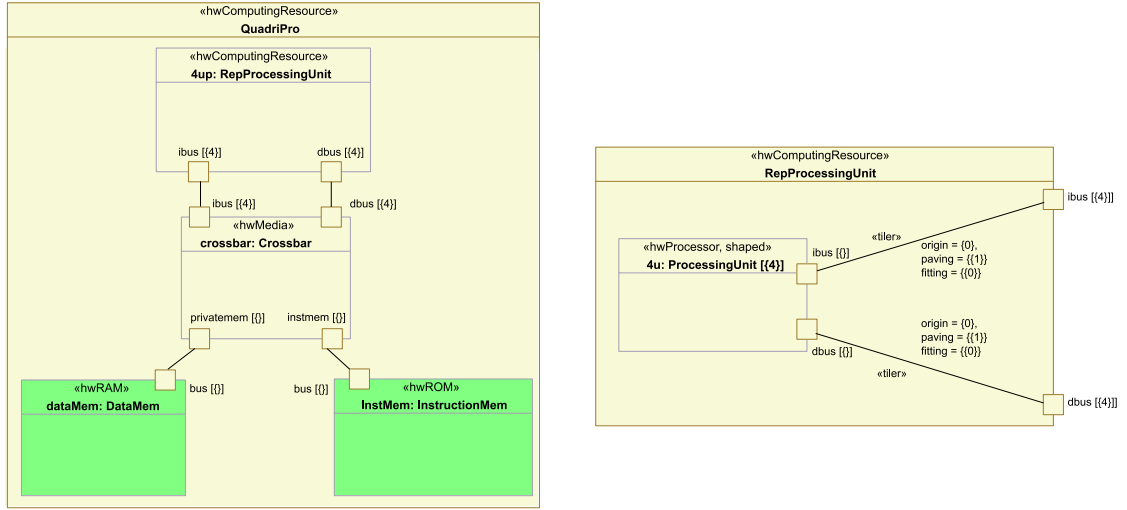 «hwComputingResource»
QuadriPro
«hwComputingResource»
4up: RepProcessingUnit
ibus [{4}]
dbus [{4}]
ibus [{4}]
dbus [{4}]
«hwMedia»
crossbar: Crossbar
privatemem [{}]
instmem [{}]
bus [{}]
bus [{}]
«hwRAM»
dataMem: DataMem
«hwROM»
InstMem: InstructionMem
«hwComputingResource»
RepProcessingUnit
ibus [{4}]]
«tiler»
origin = {0},
paving = {{1}}
fitting = {{0}}
«hwProcessor, shaped»
4u: ProcessingUnit [{4}]
ibus [{}]
dbus [{}]
origin = {0},
paving = {{1}}
fitting = {{0}}
«tiler»
dbus [{4}]]